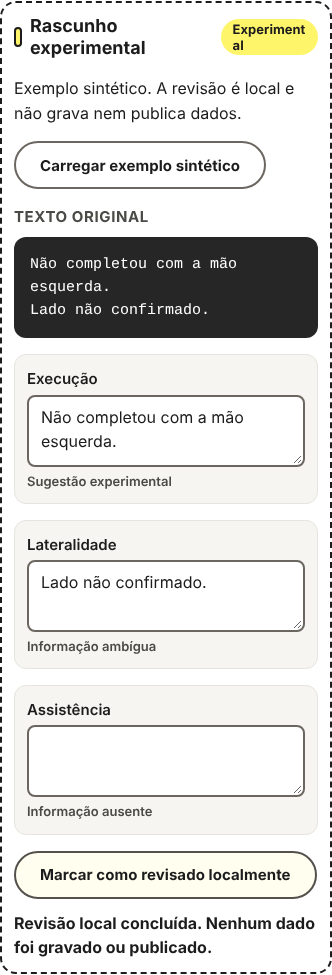 Rascunho
experimental
Experiment
al
Exemplo sintético. A revisão é local e
não grava nem publica dados.
Carregar exemplo sintético
TEXTO ORIGINAL
Não completou com a mão
esquerda.
Lado não confirmado.
Execução
Não completou com a mão
esquerda.
Sugestão experimental
Lateralidade
Lado não confirmado.
Informação ambígua
Assistência
Informação ausente
Marcar como revisado localmente
Revisão local concluída. Nenhum dado
foi gravado ou publicado.